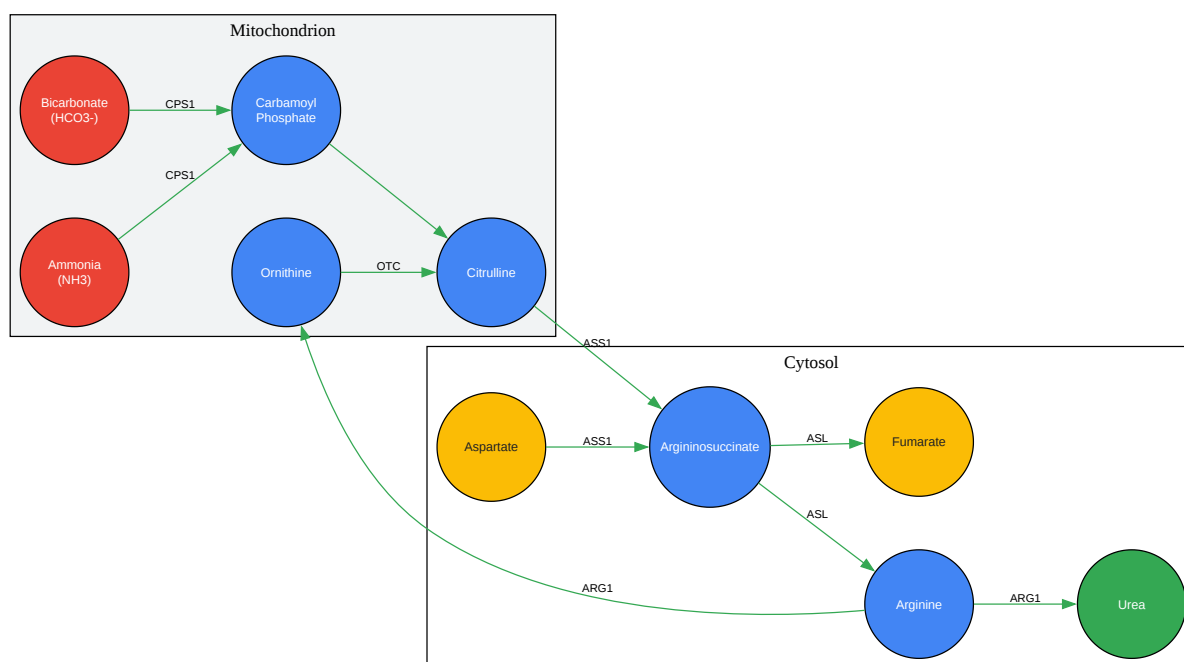 Mitochondrion
Bicarbonate
(HCO3-)
CPS1
Carbamoyl
Phosphate
CPS1
Ammonia
(NH3)
Ornithine
OTC
Citrulline
ASS1
Cytosol
Aspartate
ASS1
Argininosuccinate
ASL
Fumarate
ASL
ARG1
Arginine
ARG1
Urea